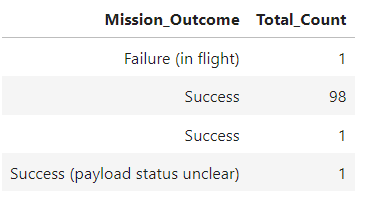 Mission_Outcome Total_Count
Failure (in flight) 1
Success 98
Success 1
Success (payload status unclear) 1